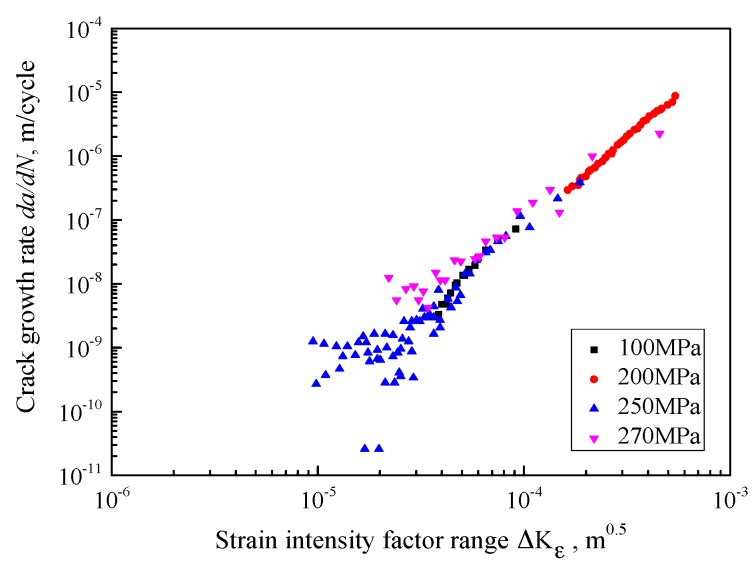 10-4
10-5
10-6
10-7
10-8
10-9
10-10
10-11
Crack growth rate da/dN, m/cycle
100MPa
200MPa
250MPa
270MPa
10-6
10-5
10-4
10-3
Strain intensity factor range ΔKε , m0.5